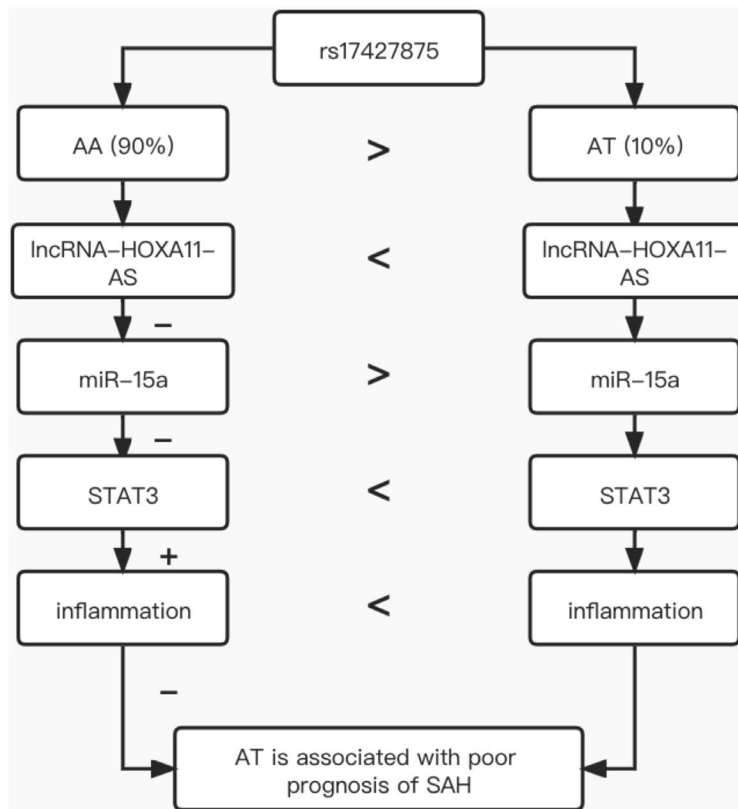 rs17427875
AA (90%)
>
AT (10%)
lncRNA–HOXA11–
AS
<
lncRNA–HOXA11–
AS
–
miR–15a
>
miR–15a
–
STAT3
<
STAT3
+
inflammation
<
inflammation
–
AT is associated with poor
prognosis of SAH